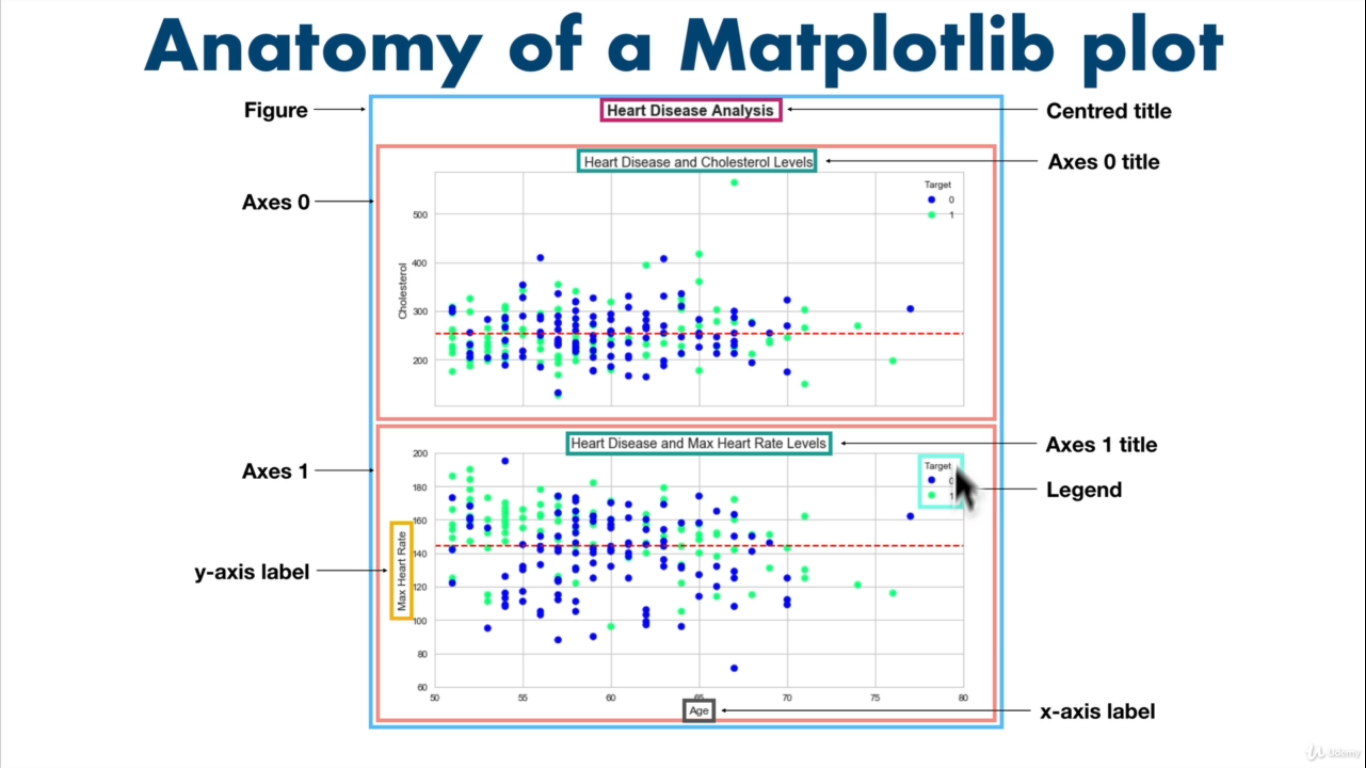 Anatomy of a Matplotlib plot
Figure
Heart Disease Analysis
Centred title
Heart Disease and Cholesterol Levels
Axes 0 title
Axes 0
Target
0
1
500
400
300
200
Cholesterol
Heart Disease and Max Heart Rate Levels
Axes 1 title
Axes 1
Target
0
1
Legend
200
180
160
140
120
100
80
60
Max Heart Rate
y-axis label
50 55 60 65 70 75 80
Age
x-axis label
Udemy